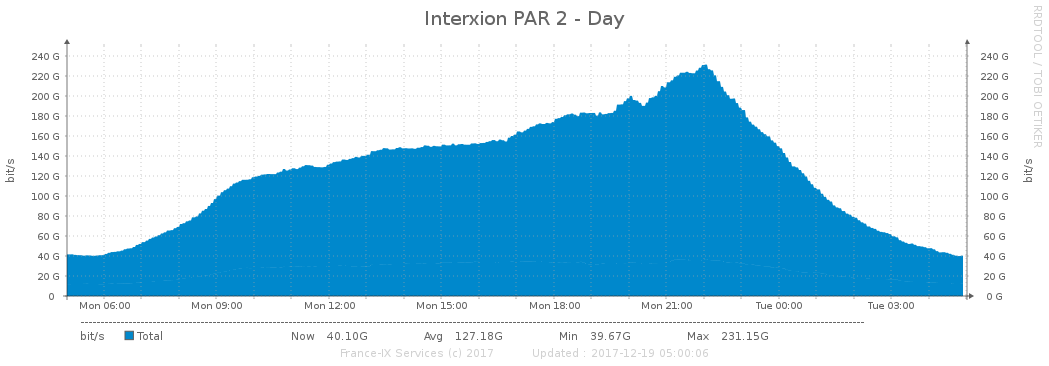 Interxion PAR 2 - Day
RRDTOOL / TOBI OETIKER
240 G 240 G
220 G 220 G
200 G 200 G
180 G 180 G
160 G 160 G
140 G 140 G
120 G 120 G
100 G 100 G
80 G 80 G
60 G 60 G
40 G 40 G
20 G 20 G
0 0 G
bit/s bit/s
Mon 06:00 Mon 09:00 Mon 12:00 Mon 15:00 Mon 18:00 Mon 21:00 Tue 00:00 Tue 03:00
bit/s Total Now 40.10G Avg 127.18G Min 39.67G Max 231.15G
France-IX Services (c) 2017 Updated : 2017-12-19 05:00:06